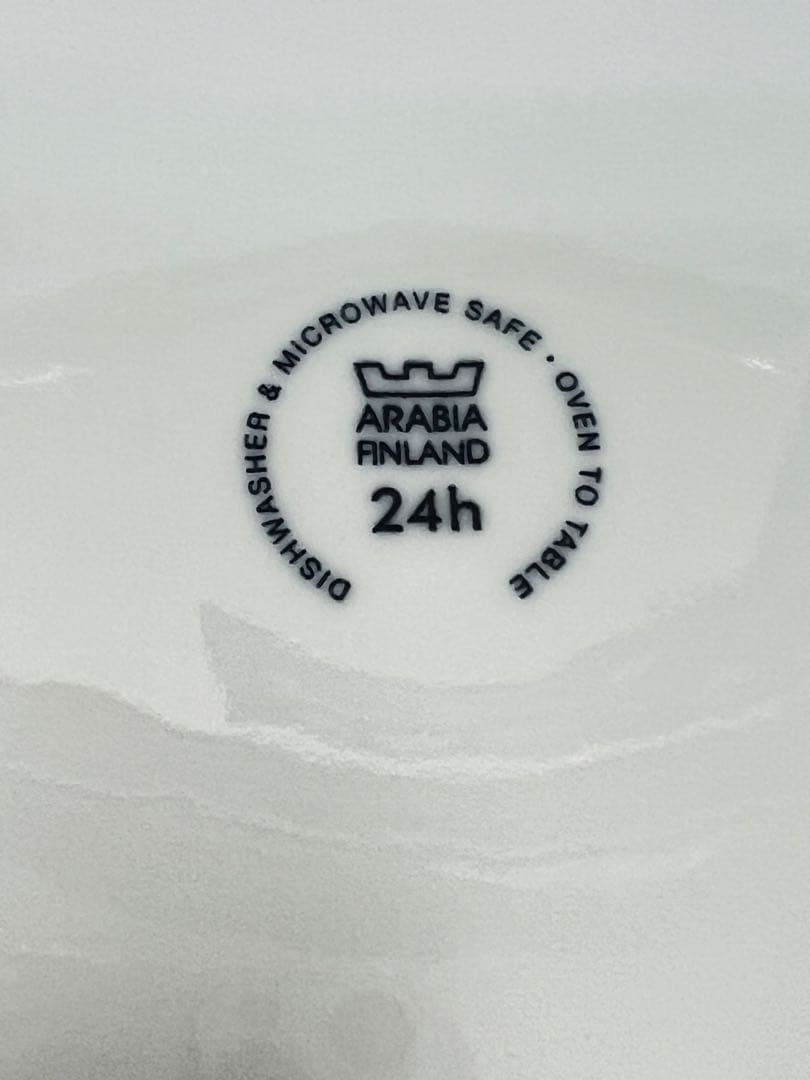 DISHWASHER & MICROWAVE SAFE · OVEN TO TABLE
ARABIA
FINLAND
24h